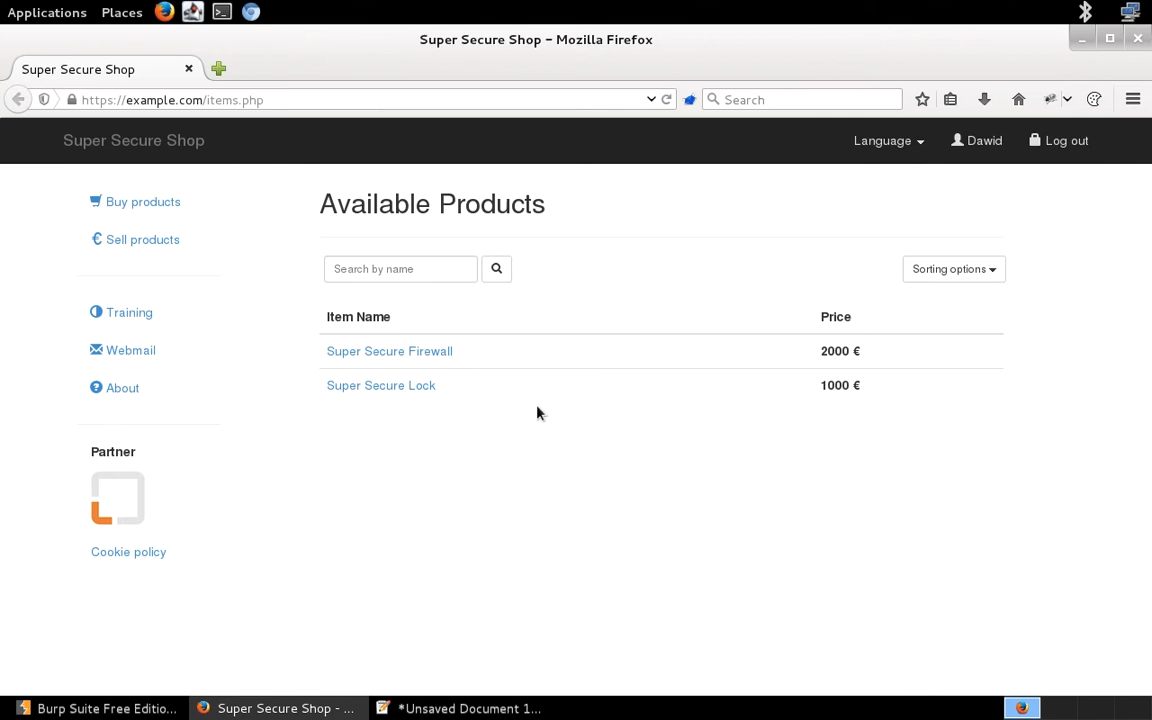 Applications Places
Super Secure Shop - Mozilla Firefox
Super Secure Shop
https://example.com/items.php
Search
Super Secure Shop
Language
Dawid
Log out
Buy products
Sell products
Training
Webmail
About
Partner
Cookie policy
Available Products
Search by name
Sorting options
Item Name Price
Super Secure Firewall 2000 €
Super Secure Lock 1000 €
Burp Suite Free Editio...
Super Secure Shop - ...
*Unsaved Document 1...